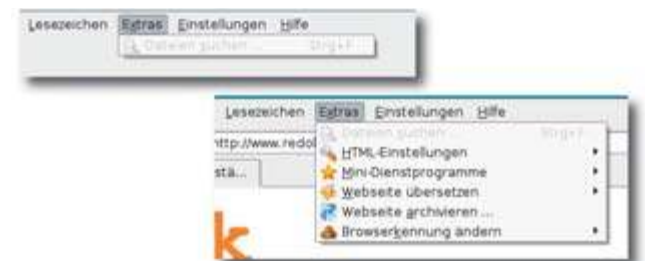 Lesezeichen Extras Einstellungen Hilfe
Dateien suchen ... Strg+F
Lesezeichen Extras Einstellungen Hilfe
http://www.redol
Dateien suchen ... Strg+F
HTML-Einstellungen
stä...
Mini-Dienstprogramme
Webseite übersetzen
Webseite archivieren ...
k
Browserkennung ändern